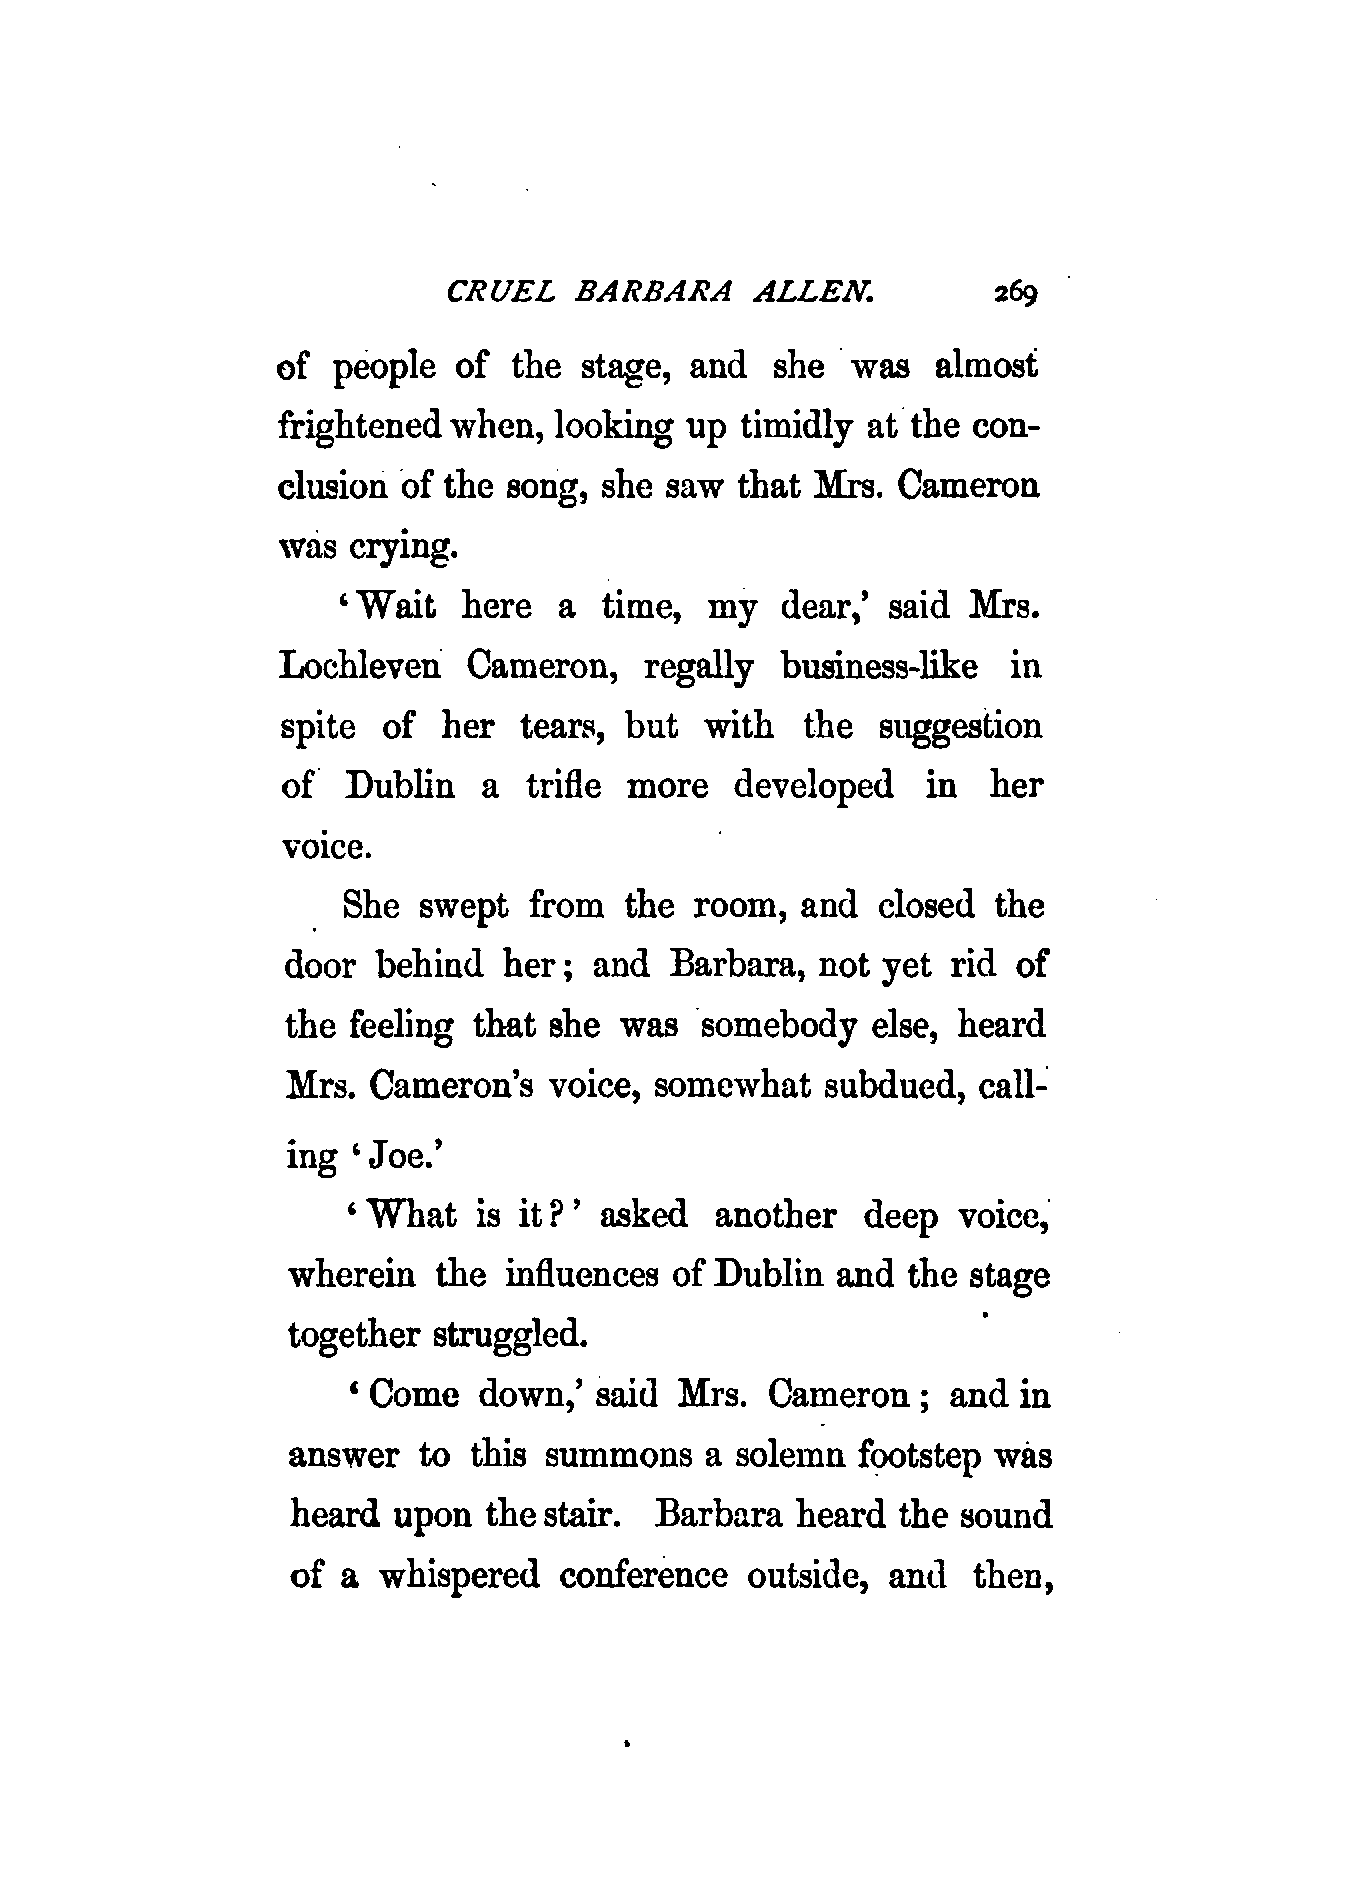 CRUEL BARBARA ALLEN. 269
of people of the stage, and she was almost
frightened when, looking up timidly at the con-
clusion of the song, she saw that Mrs. Cameron
was crying.
‘Wait here a time, my dear,’ said Mrs.
Lochleven Cameron, regally business-like in
spite of her tears, but with the suggestion
of Dublin a trifle more developed in her
voice.
She swept from the room, and closed the
door behind her; and Barbara, not yet rid of
the feeling that she was somebody else, heard
Mrs. Cameron’s voice, somewhat subdued, call-
ing ‘Joe.’
‘What is it?’ asked another deep voice,
wherein the influences of Dublin and the stage
together struggled.
‘Come down,’ said Mrs. Cameron; and in
answer to this summons a solemn footstep was
heard upon the stair. Barbara heard the sound
of a whispered conference outside, and then,